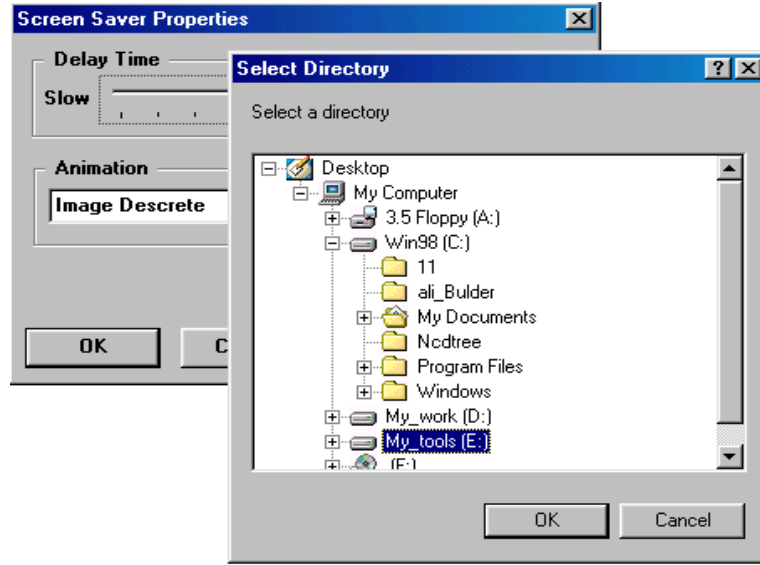 Screen Saver Properties
Delay Time
Slow
Animation
Image Descrete
OK
C
Select Directory
Select a directory
Desktop
My Computer
3.5 Floppy (A:)
Win98 (C:)
11
ali_Bulder
My Documents
Ncdtree
Program Files
Windows
My_work (D:)
My_tools (E:)
(F:)
OK
Cancel